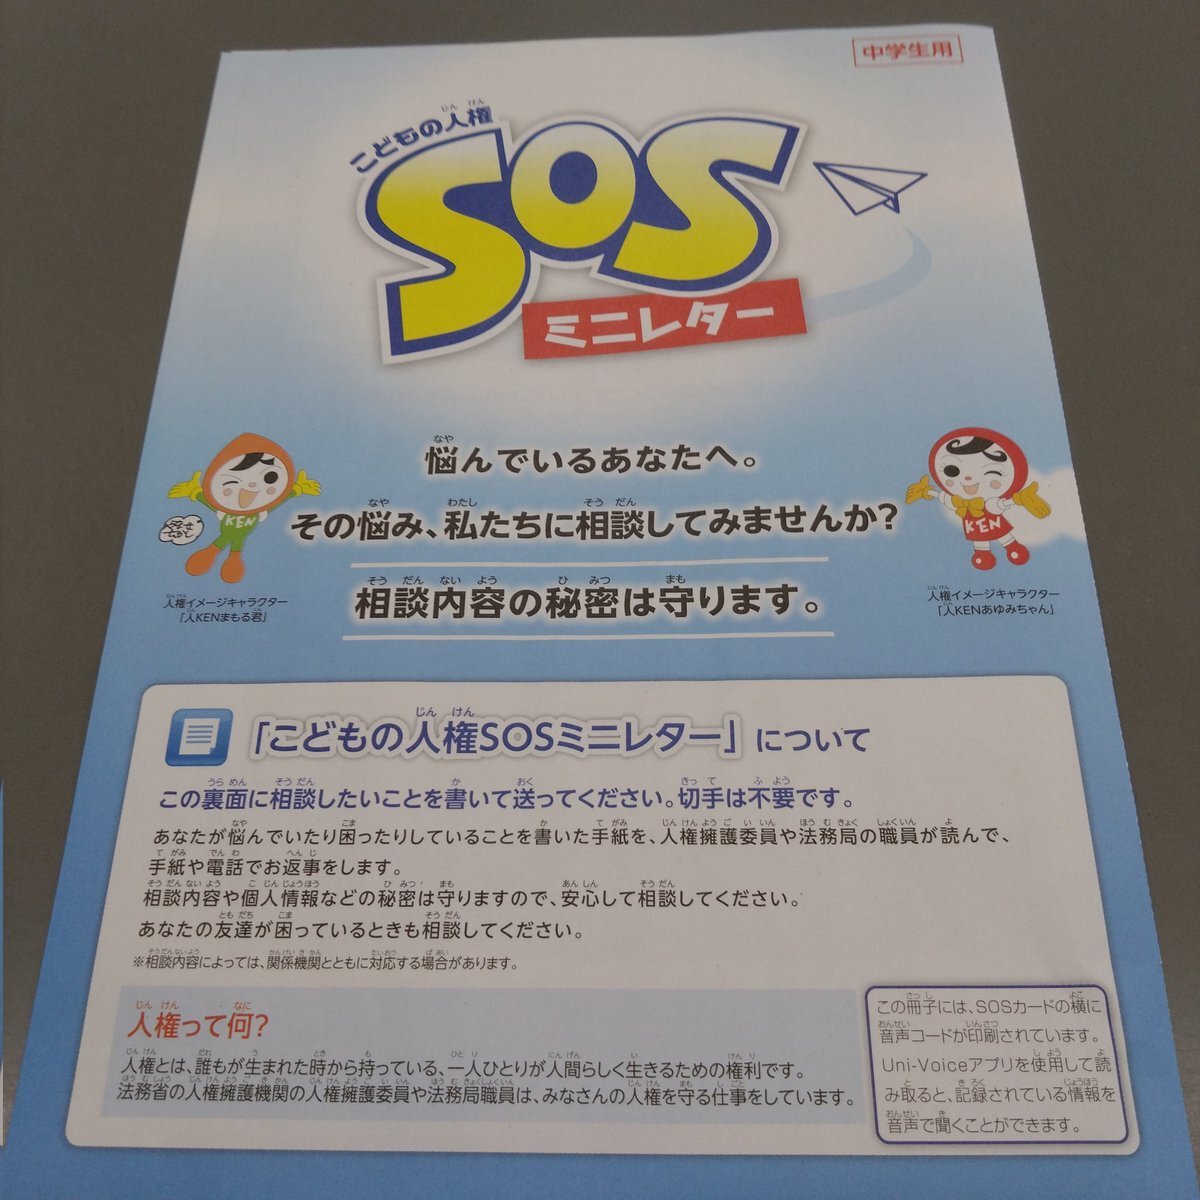 中学生用
こどもの人権
SOS
ミニレター
悩んでいるあなたへ。
その悩み、私たちに相談してみませんか？
相談内容の秘密は守ります。
KEN
人権イメージキャラクター
「人KENまもる君」
KEN
人権イメージキャラクター
「人KENあゆみちゃん」
「こどもの人権SOSミニレター」について
この裏面に相談したいことを書いて送ってください。切手は不要です。
あなたが悩んでいたり困ったりしていることを書いた手紙を、人権擁護委員や法務局の職員が読んで、
手紙や電話でお返事をします。
相談内容や個人情報などの秘密は守りますので、安心して相談してください。
あなたの友達が困っているときも相談してください。
※相談内容によっては、関係機関とともに対応する場合があります。
人権って何？
人権とは、誰もが生まれた時から持っている、一人ひとりが人間らしく生きるための権利です。
法務省の人権擁護機関の人権擁護委員や法務局職員は、みなさんの人権を守る仕事をしています。
この冊子には、SOSカードの横に
音声コードが印刷されています。
Uni-Voiceアプリを使用して読
み取ると、記録されている情報を
音声で聞くことができます。